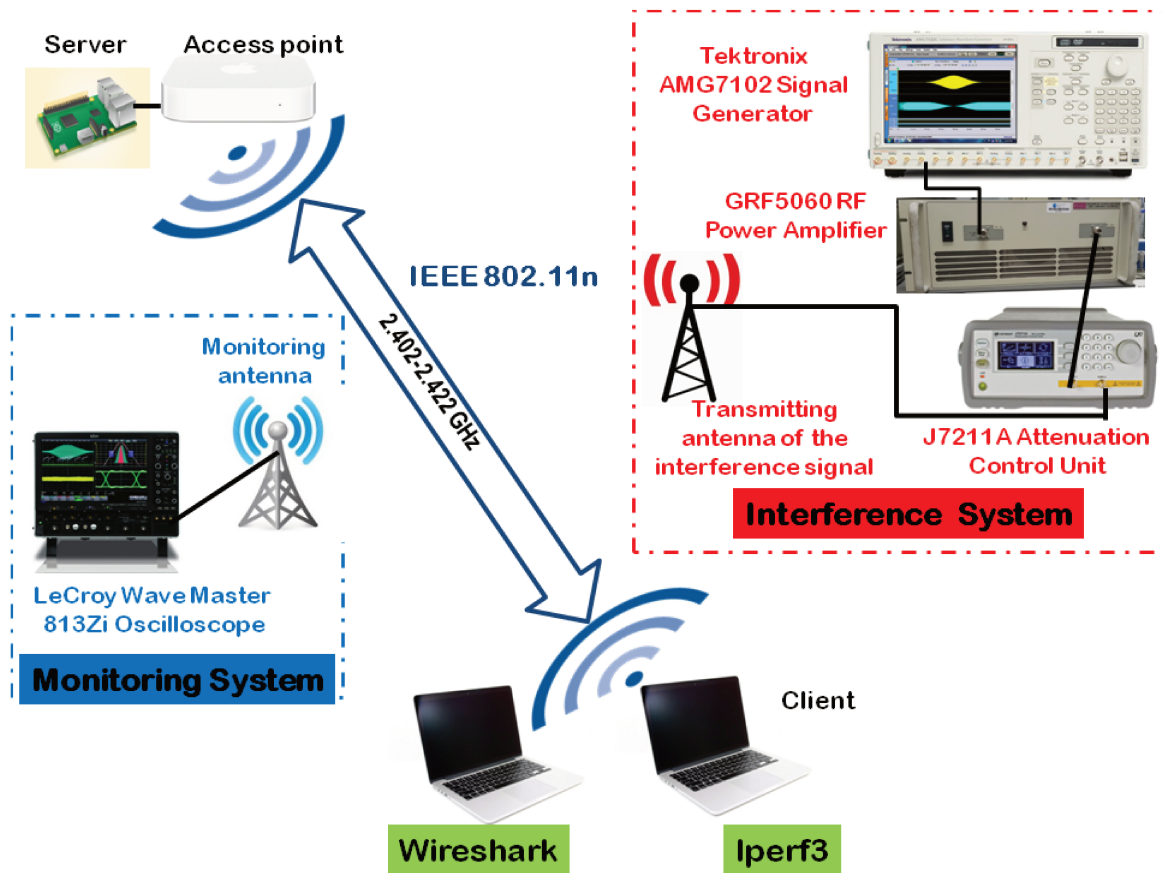 Server
Access point
Tektronix
AMG7102 Signal
Generator
GRF5060 RF
Power Amplifier
IEEE 802.11n
2.402-2.422 GHz
Monitoring
antenna
Transmitting
antenna of the
interference signal
J7211A Attenuation
Control Unit
Interference System
LeCroy Wave Master
813Zi Oscilloscope
Monitoring System
Client
Wireshark
Iperf3